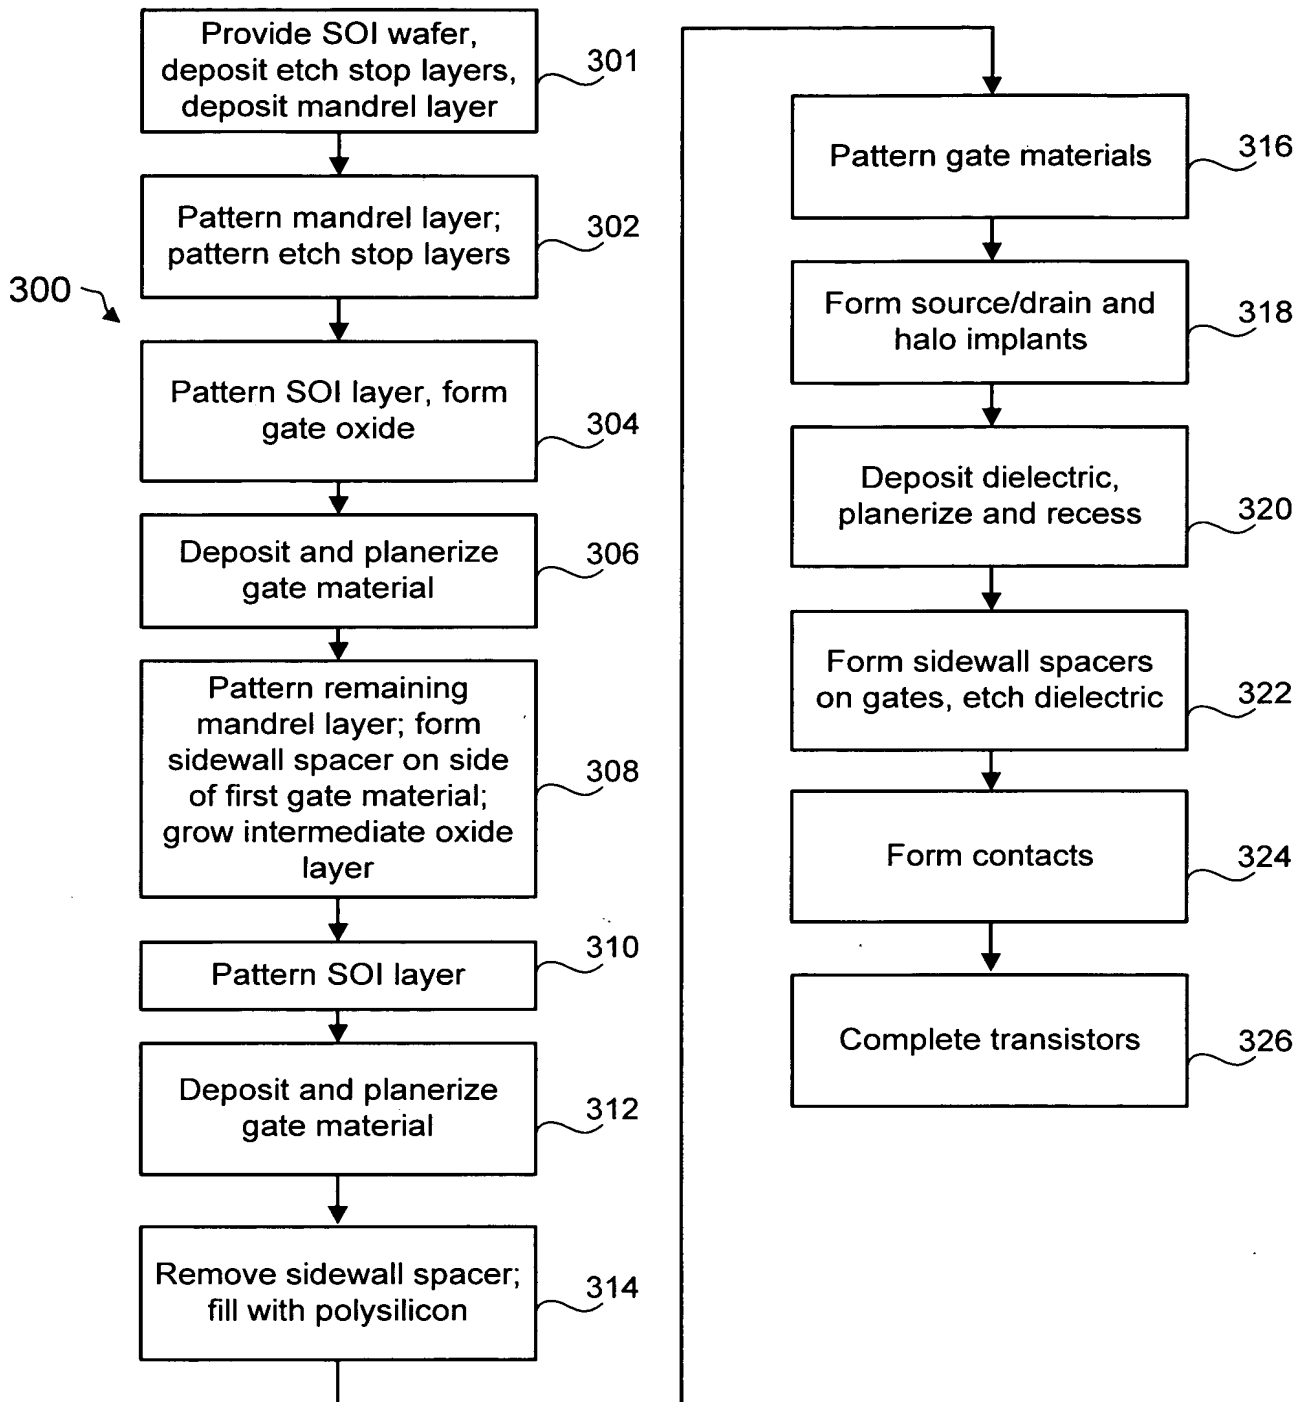 Provide SOI wafer,
deposit etch stop layers,
deposit mandrel layer
301
Pattern mandrel layer;
pattern etch stop layers
302
300
Pattern SOI layer, form
gate oxide
304
Deposit and planerize
gate material
306
Pattern remaining
mandrel layer; form
sidewall spacer on side
of first gate material;
grow intermediate oxide
layer
308
Pattern SOI layer
310
Deposit and planerize
gate material
312
Remove sidewall spacer;
fill with polysilicon
314
Pattern gate materials
316
Form source/drain and
halo implants
318
Deposit dielectric,
planerize and recess
320
Form sidewall spacers
on gates, etch dielectric
322
Form contacts
324
Complete transistors
326